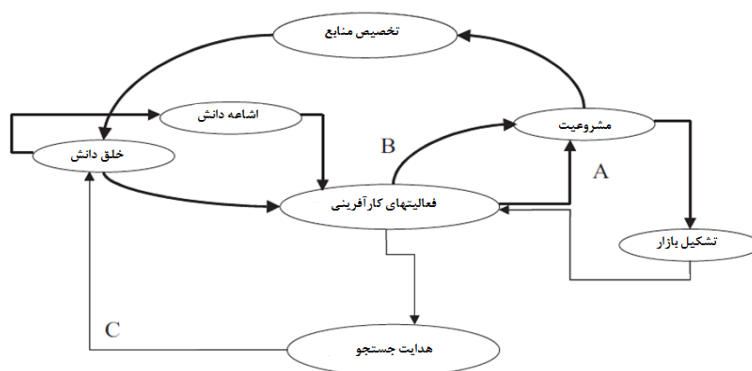 تخصیص منابع
اشاعه دانش
مشروعیت
B
خلق دانش
A
فعالیتهای کارآفرینی
تشکیل بازار
C
هدایت جستجو